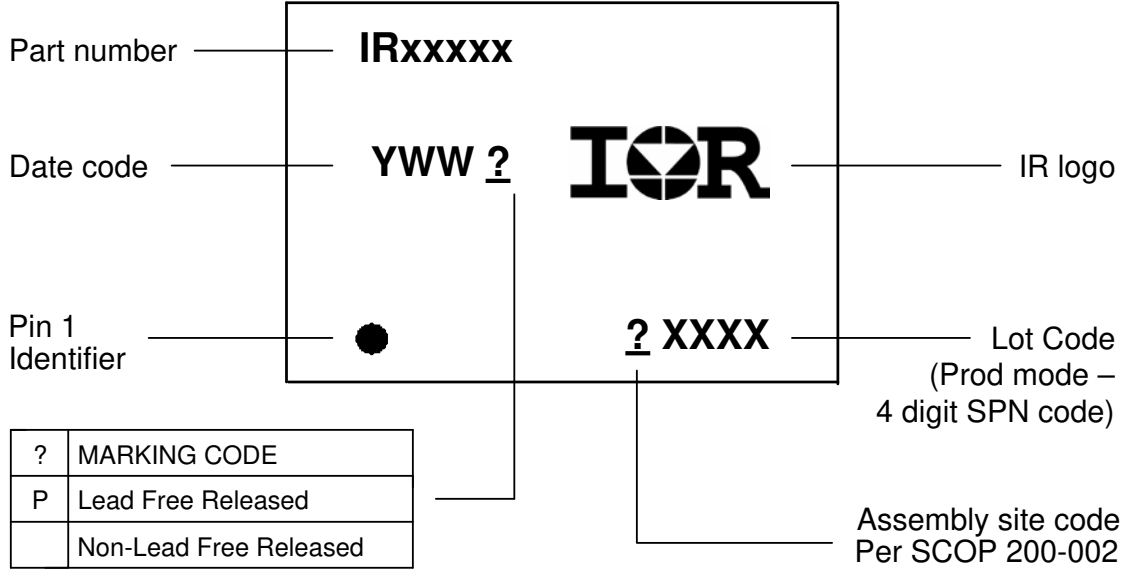 Part number
IRxxxxx
Date code
YWW ?
IOR
IR logo
Pin 1
Identifier
? XXXX
Lot Code
(Prod mode –
4 digit SPN code)
? MARKING CODE
P Lead Free Released
Non-Lead Free Released
Assembly site code
Per SCOP 200-002